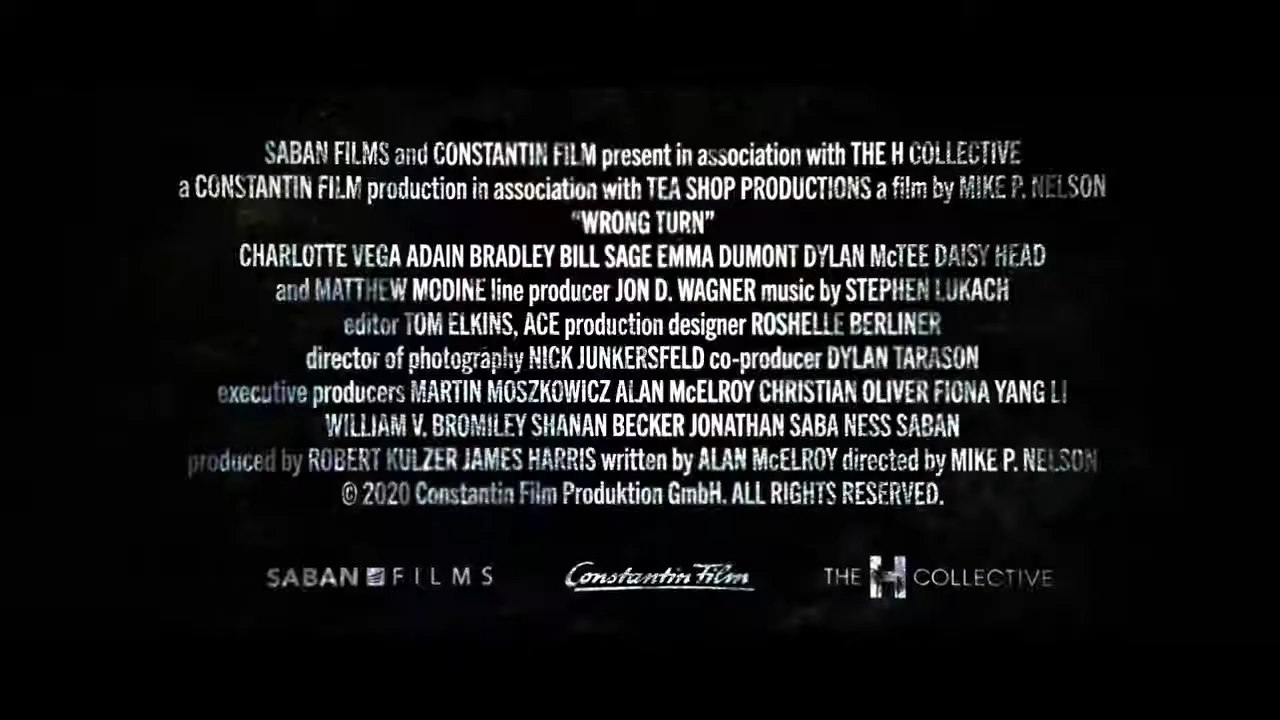 SABAN FILMS and CONSTANTIN FILM present in association with THE H COLLECTIVE
a CONSTANTIN FILM production in association with TEA SHOP PRODUCTIONS a film by MIKE P. NELSON
“WRONG TURN”
CHARLOTTE VEGA ADAIN BRADLEY BILL SAGE EMMA DUMONT DYLAN McTEE DAISY HEAD
and MATTHEW MODINE line producer JON D. WAGNER music by STEPHEN LUKACH
editor TOM ELKINS, ACE production designer ROSHELLE BERLINER
director of photography NICK JUNKERSFELD co-producer DYLAN TARASON
executive producers MARTIN MOSZKOWICZ ALAN McELROY CHRISTIAN OLIVER FIONA YANG LI
WILLIAM V. BROMILEY SHANAN BECKER JONATHAN SABA NESS SABAN
produced by ROBERT KULZER JAMES HARRIS written by ALAN McELROY directed by MIKE P. NELSON
© 2020 Constantin Film Produktion GmbH. ALL RIGHTS RESERVED.
SABAN FILMS Constantin Film THE H COLLECTIVE